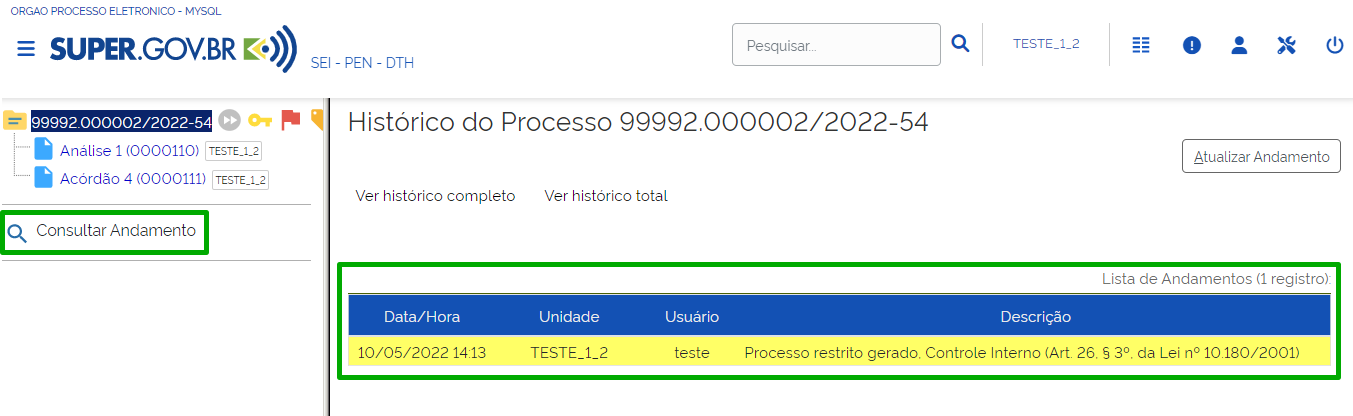 ORGAO PROCESSO ELETRONICO - MYSQL
SUPER.GOV.BR
SEI - PEN - DTH
Pesquisar...
TESTE_1_2
99992.000002/2022-54
Análise 1 (0000110) TESTE_1_2
Acórdão 4 (0000111) TESTE_1_2
Consultar Andamento
Histórico do Processo 99992.000002/2022-54
Atualizar Andamento
Ver histórico completo Ver histórico total
Lista de Andamentos (1 registro):
Data/Hora Unidade Usuário Descrição
10/05/2022 14:13 TESTE_1_2 teste Processo restrito gerado, Controle Interno (Art. 26, § 3º, da Lei nº 10.180/2001)